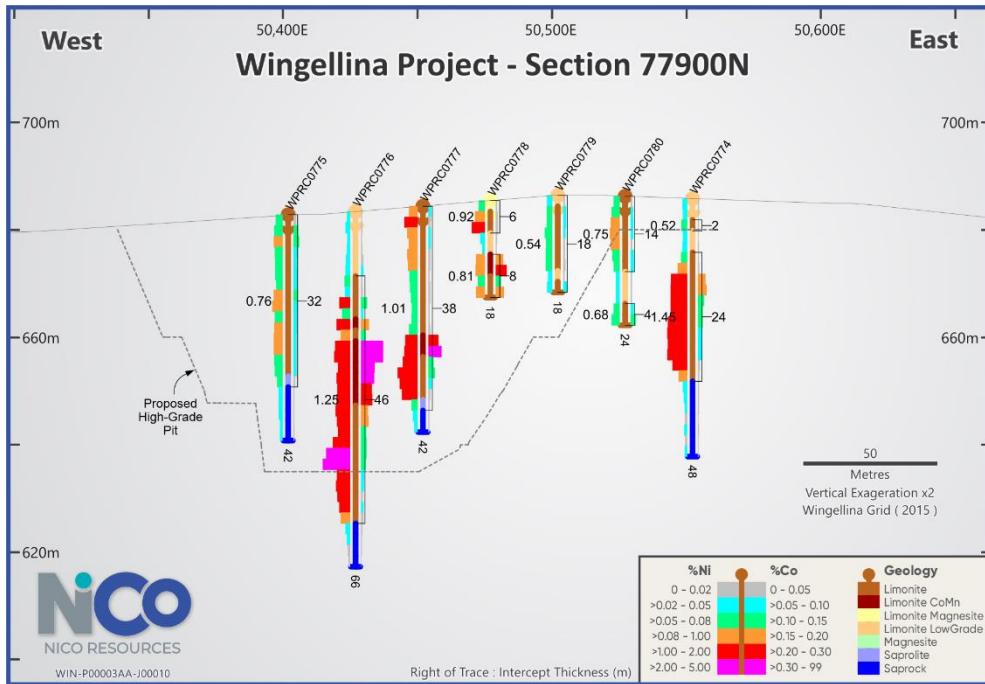 50,400E
50,500E
50,600E
West
East
Wingellina Project - Section 77900N
700m
700m
WPRC0775
WPRC0776
WPRC0777
WPRC0778
WPRC0779
WPRC0780
WPRC0774
0.92
6
0.54
18
0.75
14
0.52
2
0.81
8
0.76
32
1.01
38
18
18
0.68
4
1.45
24
24
660m
660m
Proposed
High-Grade
Pit
1.25
46
42
42
48
66
50
Metres
Vertical Exageration x2
Wingellina Grid ( 2015 )
620m
620m
%Ni %Co Geology
0 - 0.02 0 - 0.05 Limonite
>0.02 - 0.05 >0.05 - 0.10 Limonite CoMn
>0.05 - 0.08 >0.10 - 0.15 Limonite Magnesite
>0.08 - 1.00 >0.15 - 0.20 Limonite LowGrade
>1.00 - 2.00 >0.20 - 0.30 Magnesite
>2.00 - 5.00 >0.30 - 99 Saprolite
Saprock
NiCo
NICO RESOURCES
WIN-P00003AA-J00010
Right of Trace : Intercept Thickness (m)